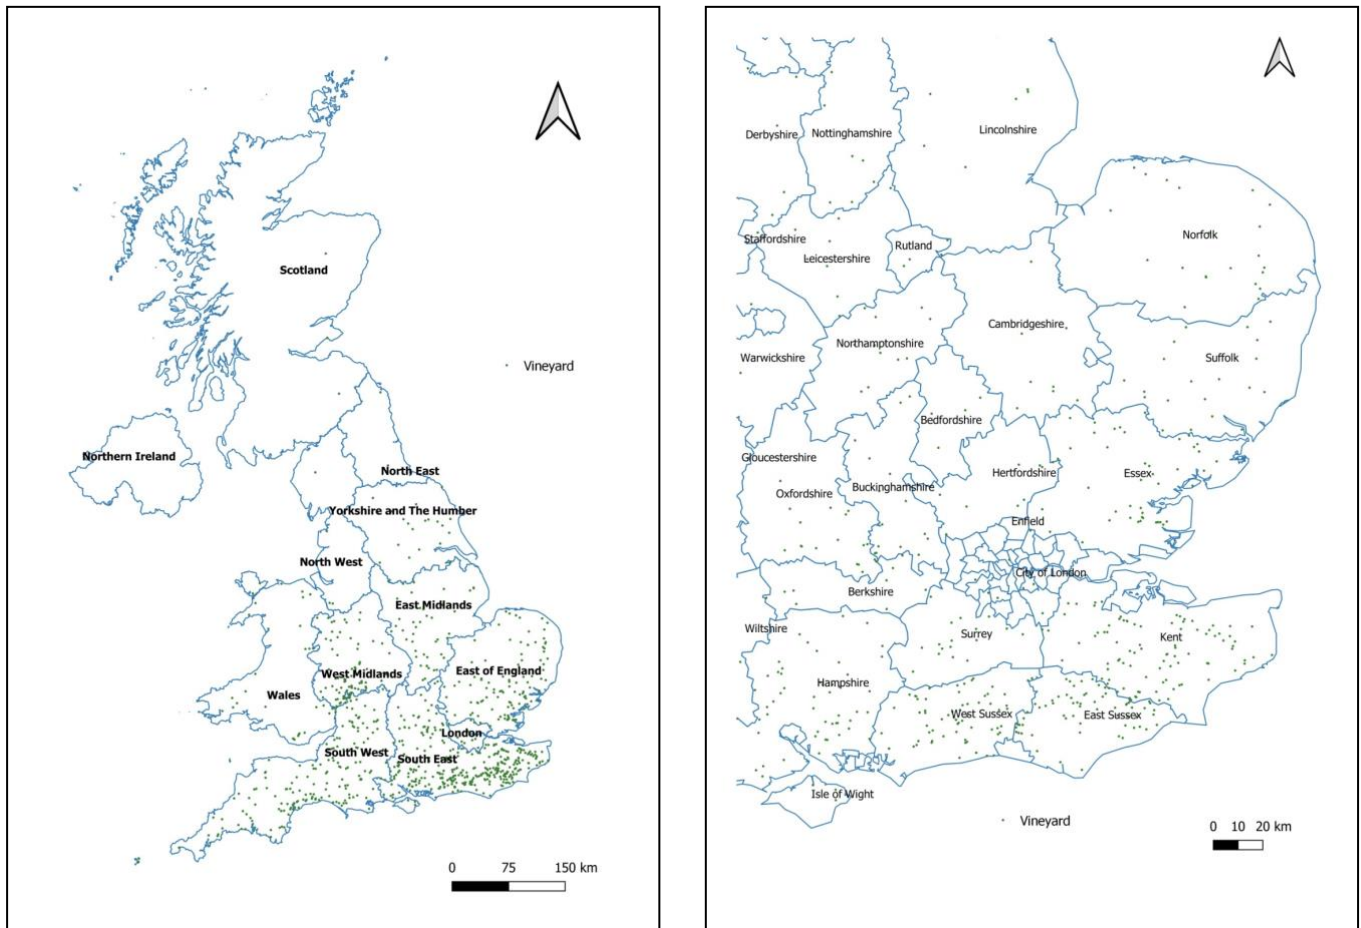 Scotland
Vineyard
Northern Ireland
North East
Yorkshire and The Humber
North West
East Midlands
West Midlands
East of England
Wales
London
South West
South East
0 75 150 km
Derbyshire
Nottinghamshire
Lincolnshire
Norfolk
Staffordshire
Rutland
Leicestershire
Cambridgeshire
Northamptonshire
Warwickshire
Suffolk
Bedfordshire
Gloucestershire
Hertfordshire
Essex
Buckinghamshire
Oxfordshire
Enfield
City of London
Berkshire
Wiltshire
Surrey
Kent
Hampshire
West Sussex
East Sussex
Isle of Wight
Vineyard
0 10 20 km